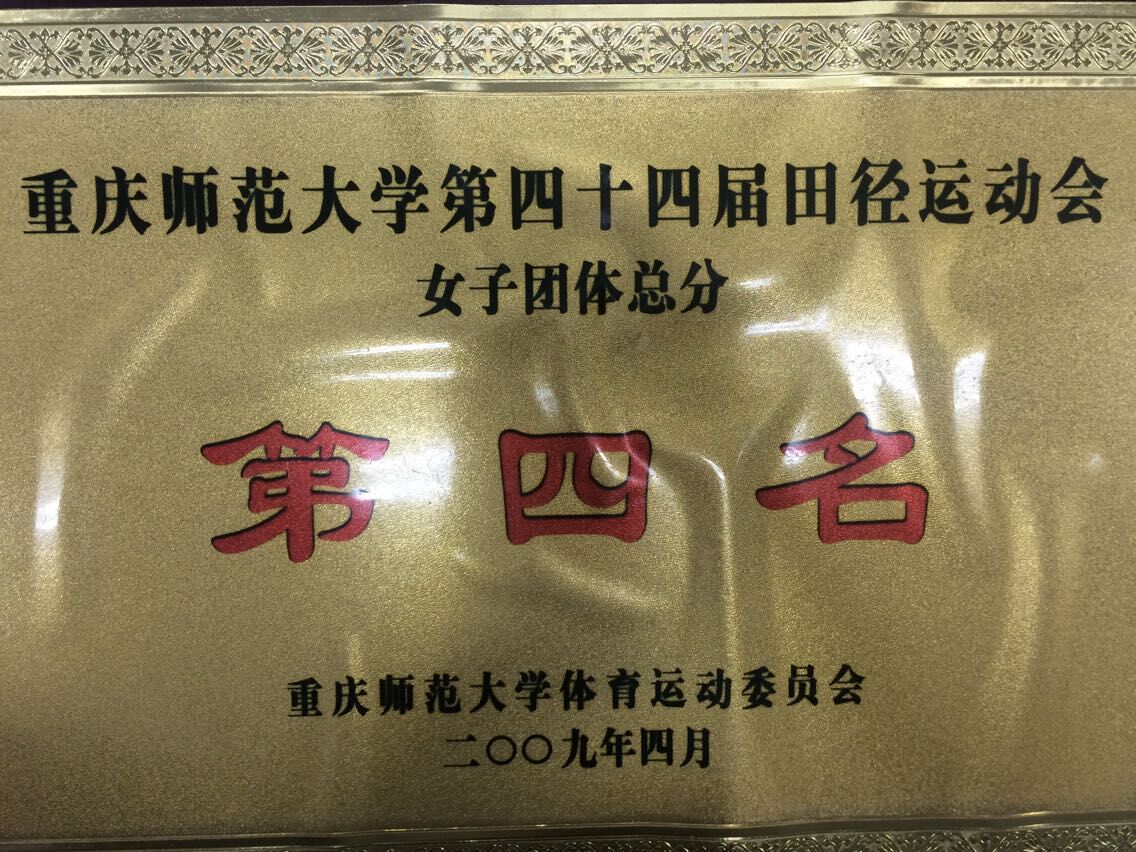 重庆师范大学第四十四届田径运动会
女子团体总分
第四名
重庆师范大学体育运动委员会
二〇〇九年四月